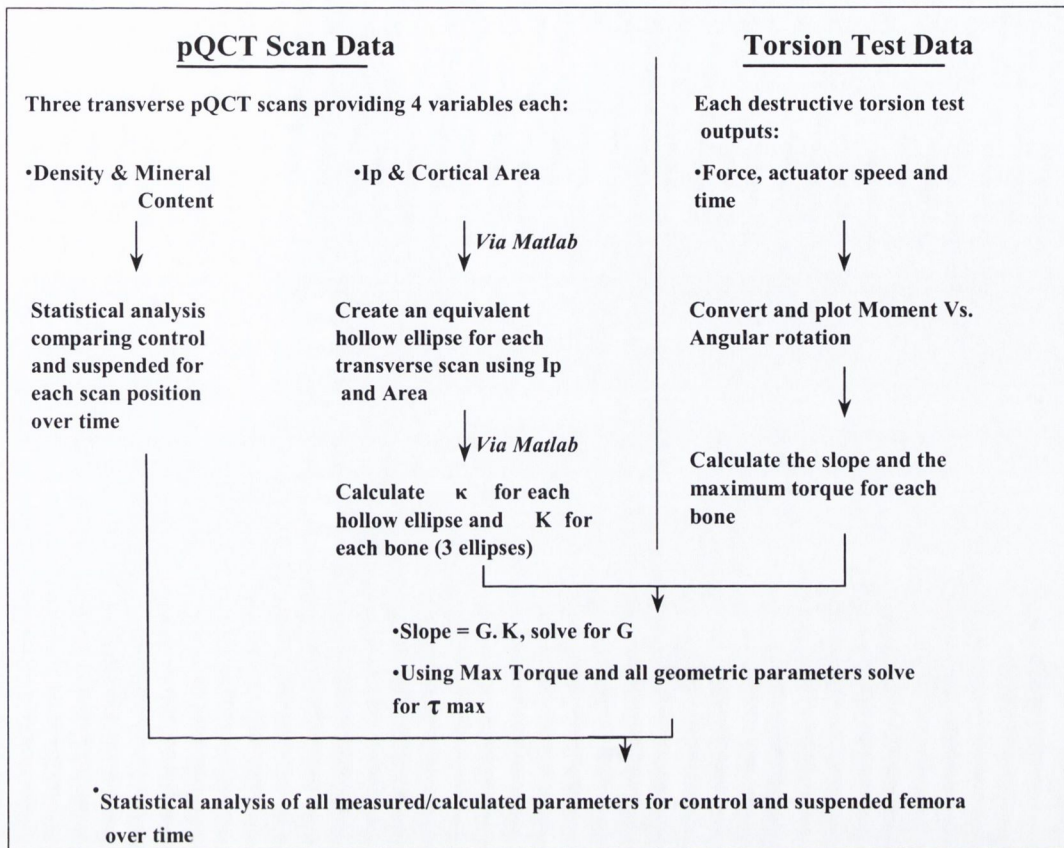 pQCT Scan Data
Three transverse pQCT scans providing 4 variables each:
•Density & Mineral
Content
Statistical analysis
comparing control
and suspended for
each scan position
over time
•Ip & Cortical Area
Via Matlab
Create an equivalent
hollow ellipse for each
transverse scan using Ip
and Area
Via Matlab
Calculate κ for each
hollow ellipse and K for
each bone (3 ellipses)
Torsion Test Data
Each destructive torsion test
outputs:
•Force, actuator speed and
time
Convert and plot Moment Vs.
Angular rotation
Calculate the slope and the
maximum torque for each
bone
•Slope = G. K, solve for G
•Using Max Torque and all geometric parameters solve
for τ max
•Statistical analysis of all measured/calculated parameters for control and suspended femora
over time